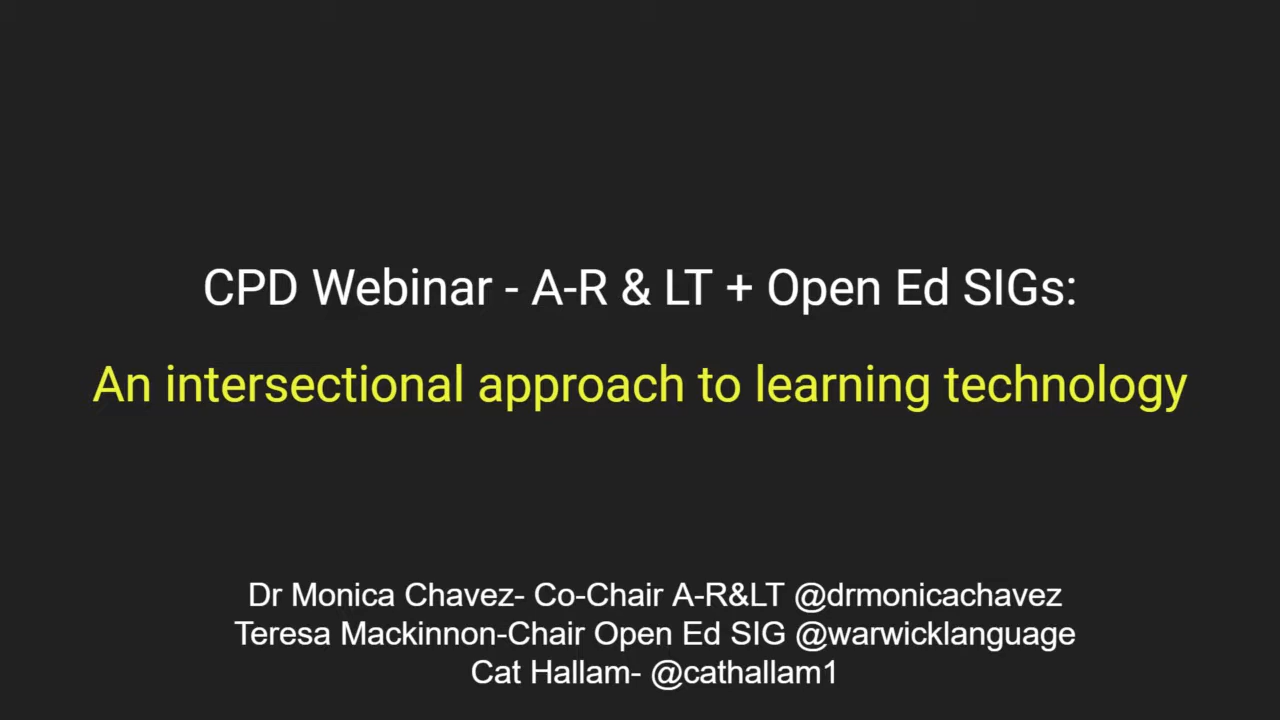 CPD Webinar - A-R & LT + Open Ed SIGs:
An intersectional approach to learning technology
Dr Monica Chavez- Co-Chair A-R&LT @drmonicachavez
Teresa Mackinnon-Chair Open Ed SIG @warwicklanguage
Cat Hallam- @cathallam1